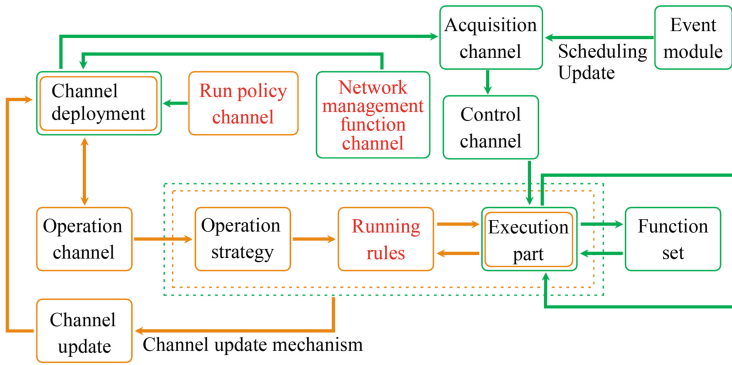 Acquisition
channel
Scheduling
Update
Event
module
Channel
deployment
Run policy
channel
Network
management
function
channel
Control
channel
Operation
channel
Operation
strategy
Running
rules
Execution
part
Function
set
Channel
update
Channel update mechanism